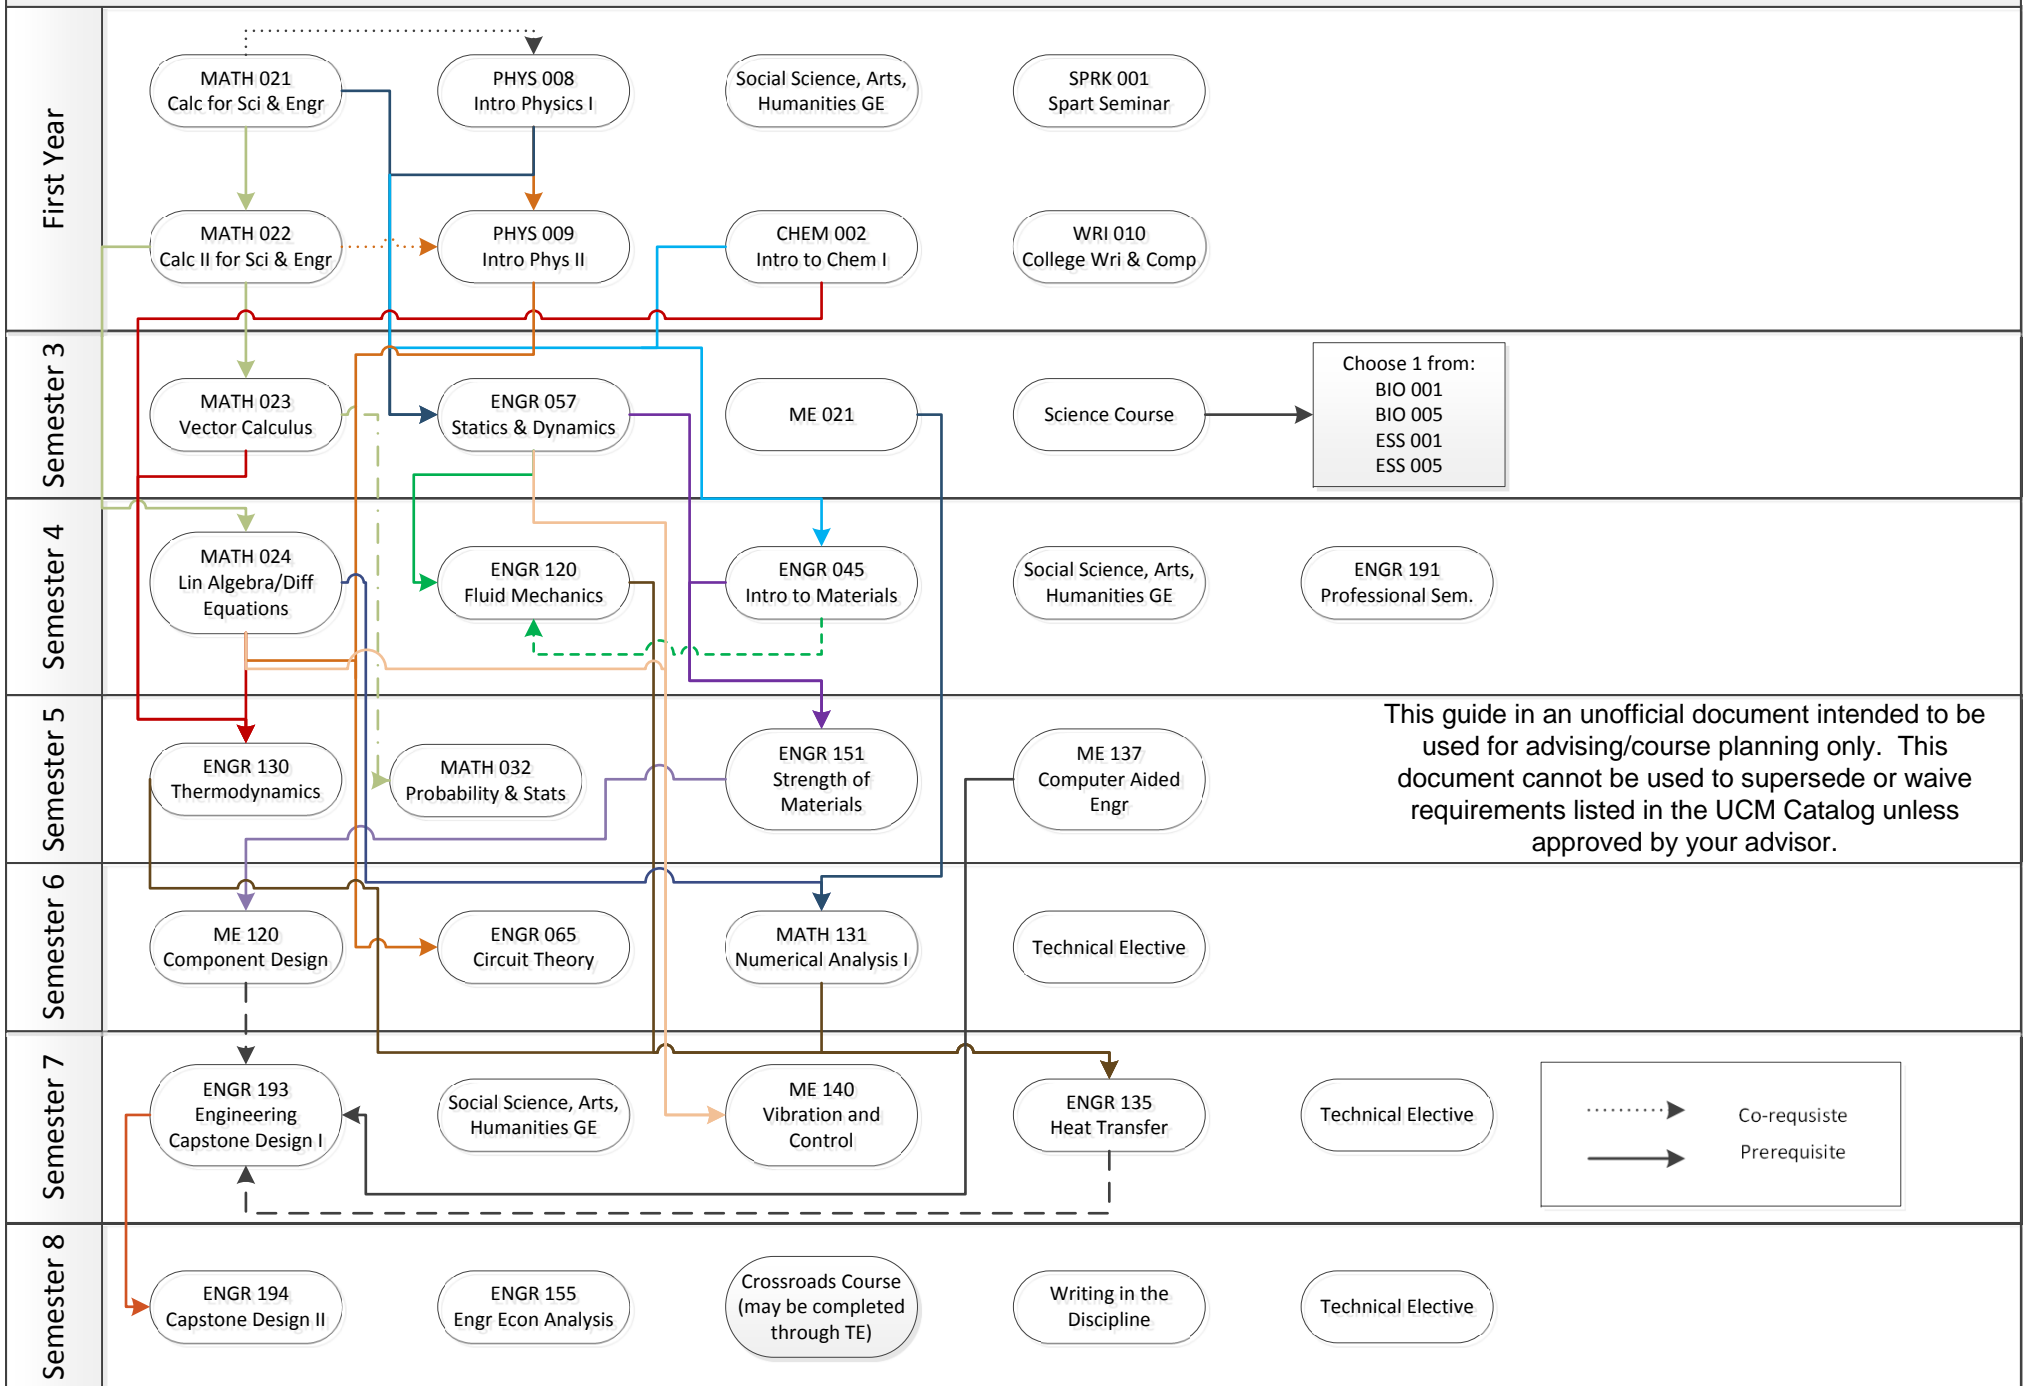 First Year
MATH 021
Calc for Sci & Engr
PHYS 008
Intro Physics I
Social Science, Arts,
Humanities GE
SPRK 001
Spart Seminar
MATH 022
Calc II for Sci & Engr
PHYS 009
Intro Phys II
CHEM 002
Intro to Chem I
WRI 010
College Wri & Comp
Semester 3
MATH 023
Vector Calculus
ENGR 057
Statics & Dynamics
ME 021
Science Course
Choose 1 from:
BIO 001
BIO 005
ESS 001
ESS 005
Semester 4
MATH 024
Lin Algebra/Diff
Equations
ENGR 120
Fluid Mechanics
ENGR 045
Intro to Materials
Social Science, Arts,
Humanities GE
ENGR 191
Professional Sem.
Semester 5
ENGR 130
Thermodynamics
MATH 032
Probability & Stats
ENGR 151
Strength of
Materials
ME 137
Computer Aided
Engr
This guide in an unofficial document intended to be
used for advising/course planning only. This
document cannot be used to supersede or waive
requirements listed in the UCM Catalog unless
approved by your advisor.
Semester 6
ME 120
Component Design
ENGR 065
Circuit Theory
MATH 131
Numerical Analysis I
Technical Elective
Semester 7
ENGR 193
Engineering
Capstone Design I
Social Science, Arts,
Humanities GE
ME 140
Vibration and
Control
ENGR 135
Heat Transfer
Technical Elective
Co-requsiste
Prerequisite
Semester 8
ENGR 194
Capstone Design II
ENGR 155
Engr Econ Analysis
Crossroads Course
(may be completed
through TE)
Writing in the
Discipline
Technical Elective